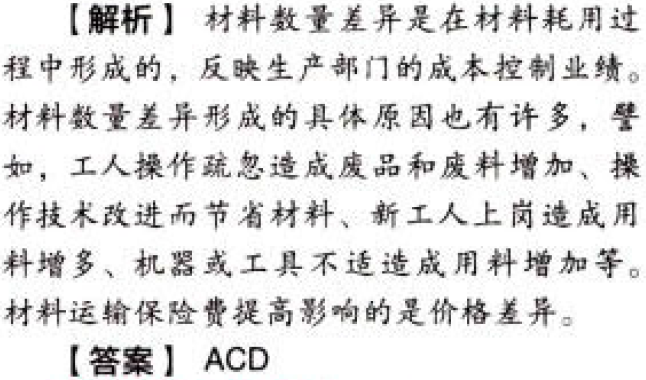 【解析】 材料数量差异是在材料耗用过
程中形成的，反映生产部门的成本控制业绩。
材料数量差异形成的具体原因也有许多，譬
如，工人操作疏忽造成废品和废料增加、操
作技术改进而节省材料、新工人上岗造成用
料增多、机器或工具不适造成用料增加等。
材料运输保险费提高影响的是价格差异。
【答案】 ACD